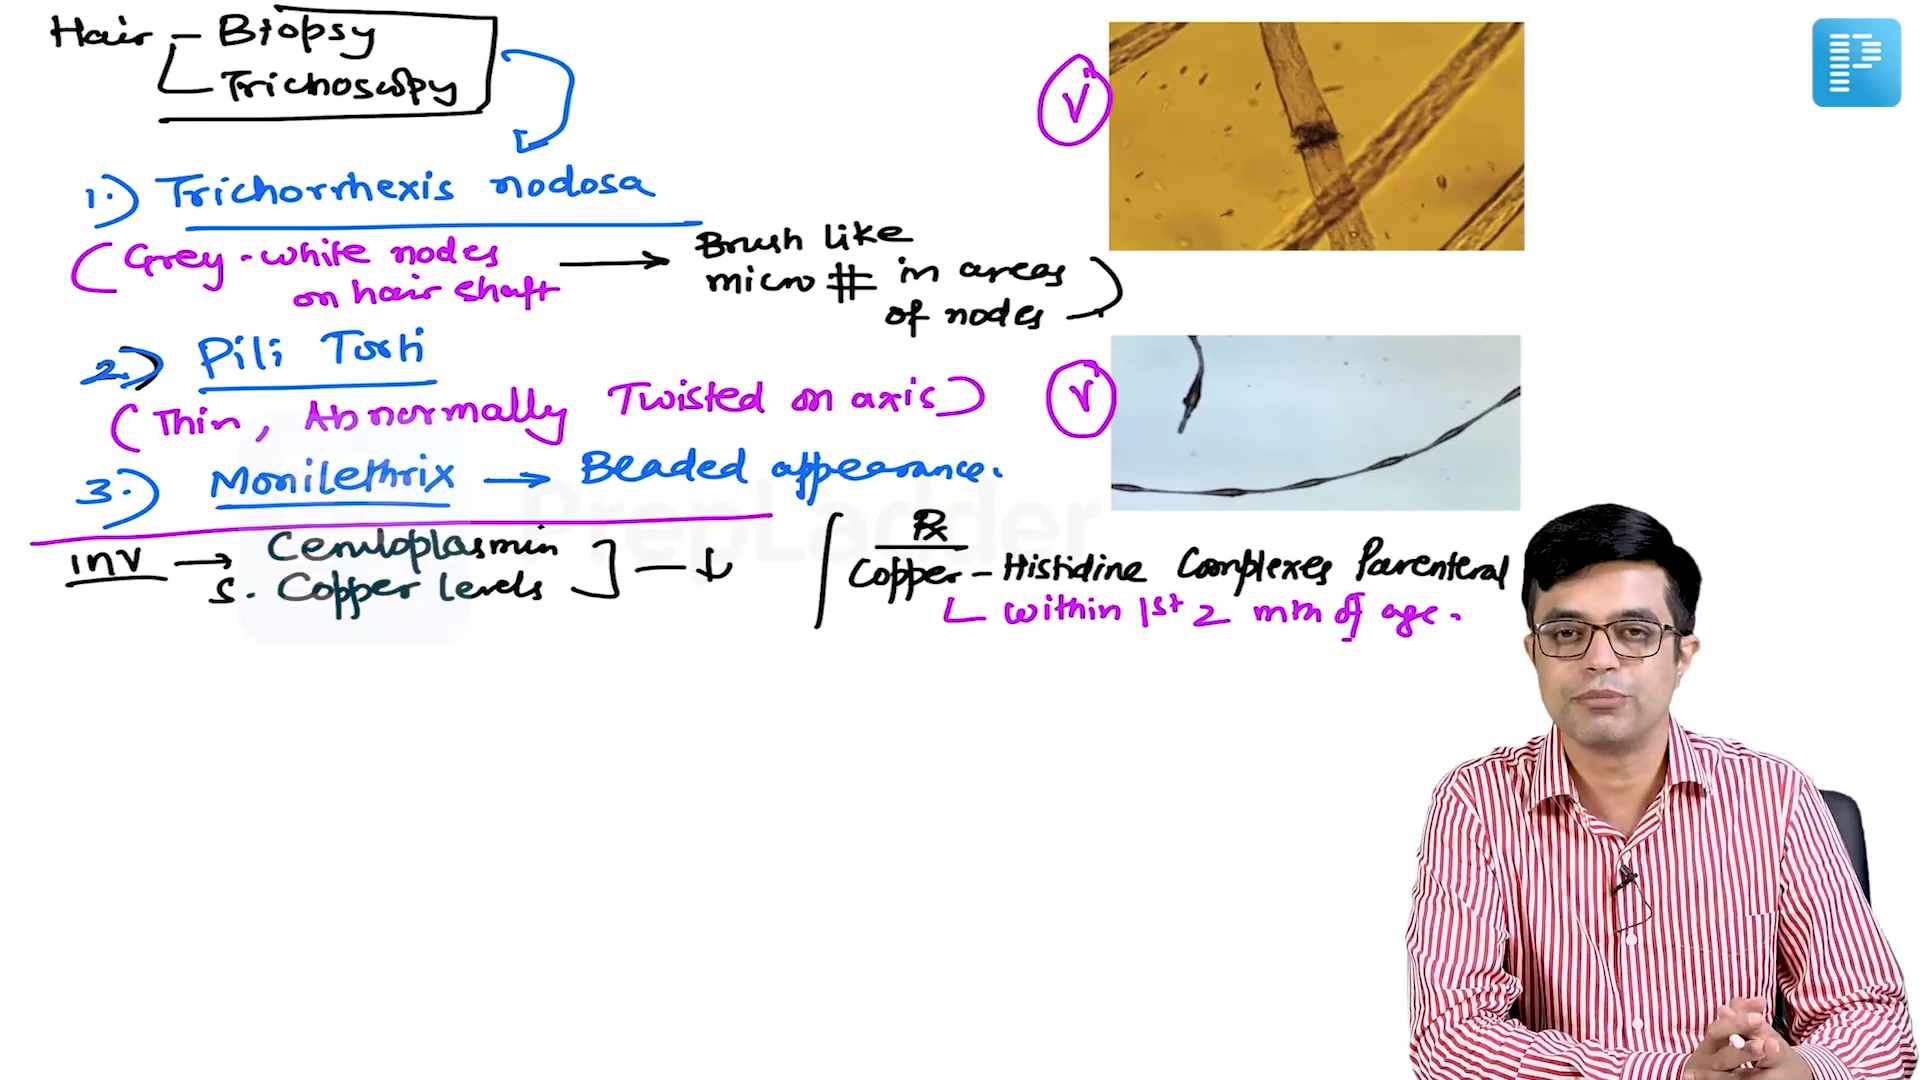 Hair - Biopsy
Trichoscopy
1.) Trichorrhexis nodosa
(Grey-white nodes on hair shaft → Brush like micro # in areas of nodes)
2.) Pili Torti
(Thin, Abnormally Twisted on axis)
3.) Monilethrix → Beaded appearance.
inv → Ceruloplasmin
S. Copper levels ] - ↓
Rx
Copper - Histidine Complexes Parenteral
within 1st 2 mth of age.
PrepLadder